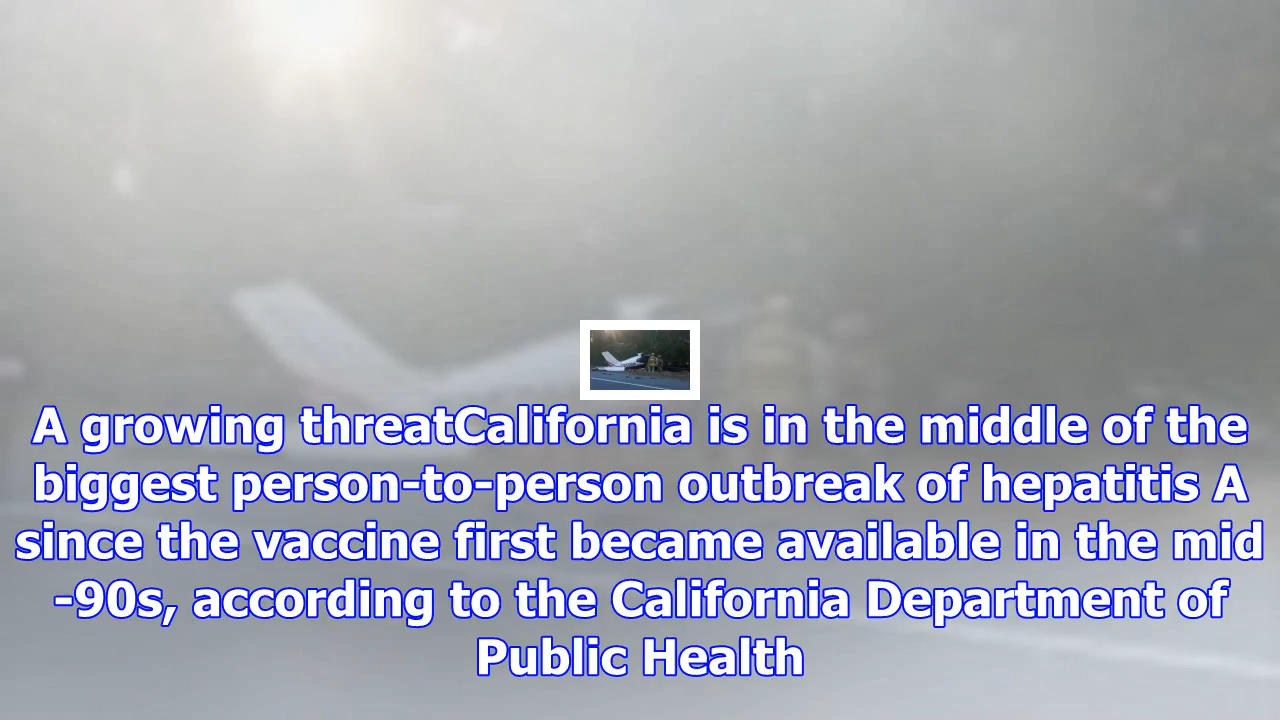 A growing threatCalifornia is in the middle of the
biggest person-to-person outbreak of hepatitis A
since the vaccine first became available in the mid
-90s, according to the California Department of
Public Health